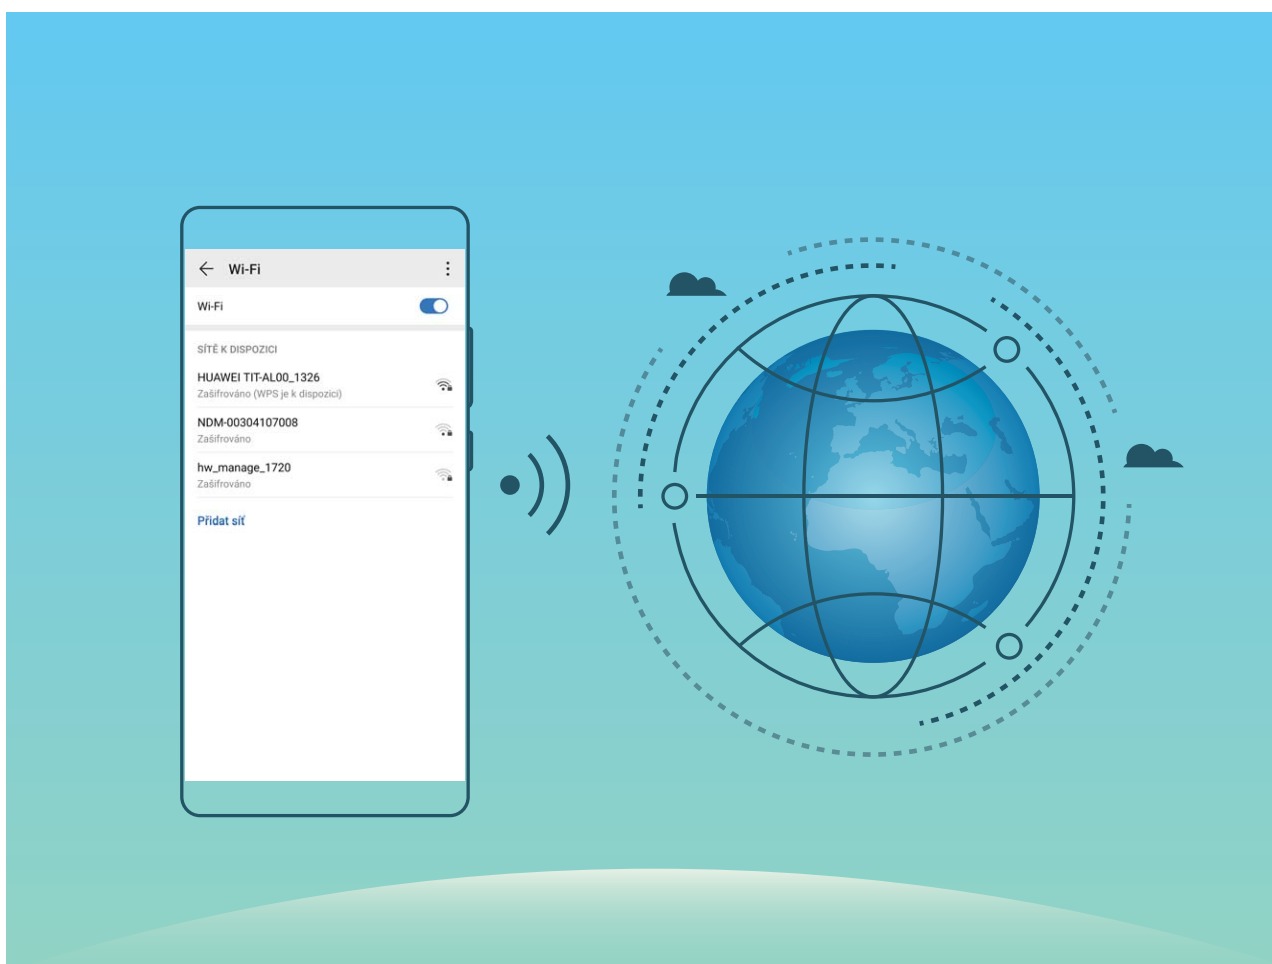 Wi-Fi
Wi-Fi
SÍTĚ K DISPOZICI
HUAWEI TIT-AL00_1326
Zašifrováno (WPS je k dispozici)
NDM-00304107008
Zašifrováno
hw_manage_1720
Zašifrováno
Přidat síť